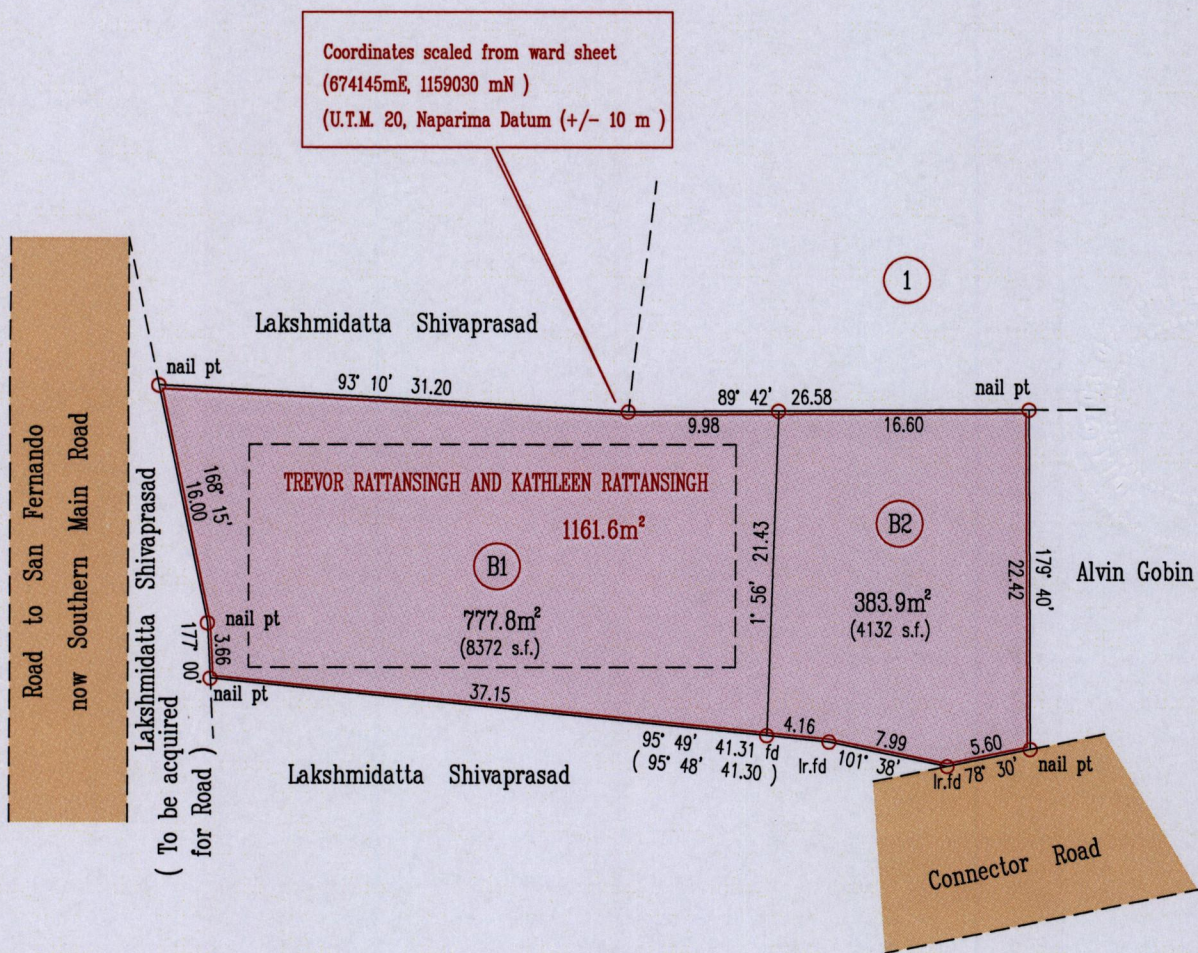 Coordinates scaled from ward sheet
(674145mE, 1159030 mN )
(U.T.M. 20, Naparima Datum (+/- 10 m )
1
Lakshmidatta Shivaprasad
nail pt
93° 10' 31.20
89° 42' 26.58
nail pt
9.98
16.60
Road to San Fernando
now Southern Main Road
Lakshmidatta Shivaprasad
( To be acquired
for Road )
168° 15'
16.00
TREVOR RATTANSINGH AND KATHLEEN RATTANSINGH
1161.6m²
B1
777.8m²
(8372 s.f.)
1° 56' 21.43
B2
383.9m²
(4132 s.f.)
179° 40'
22.42
Alvin Gobin
nail pt
177° 00'
3.66
nail pt
37.15
4.16
7.99
5.60
95° 49' 41.31 fd
( 95° 48' 41.30 )
Ir.fd
101° 38'
Ir.fd
78° 30'
nail pt
Lakshmidatta Shivaprasad
Connector Road